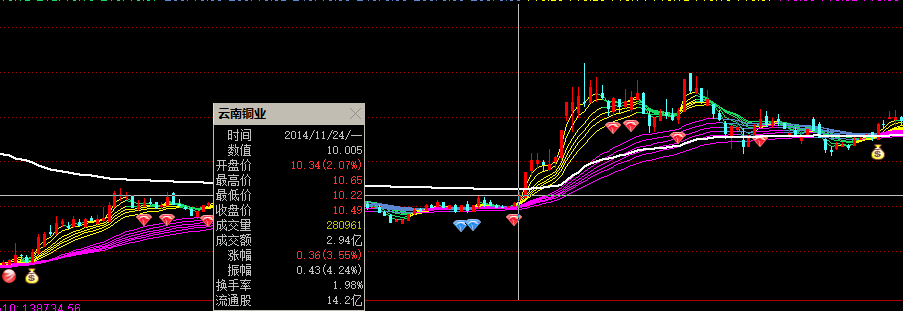 云南铜业
时间 2014/11/24/一
数值 10.005
开盘价 10.34(2.07%)
最高价 10.65
最低价 10.22
收盘价 10.49
成交量 280961
成交额 2.94亿
涨幅 0.36(3.55%)
振幅 0.43(4.24%)
换手率 1.98%
流通股 14.2亿